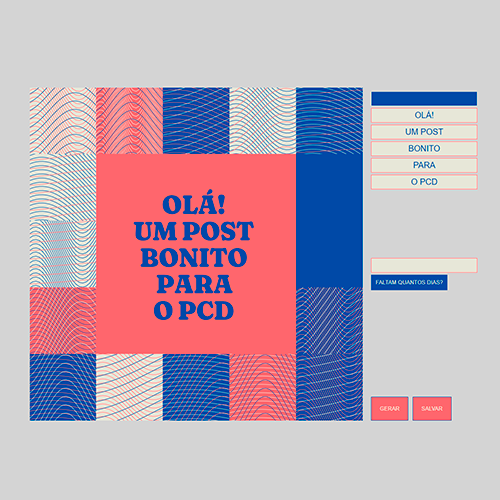 OLÁ!
UM POST
BONITO
PARA
O PCD
OLÁ!
UM POST
BONITO
PARA
O PCD
FALTAM QUANTOS DIAS?
GERAR
SALVAR